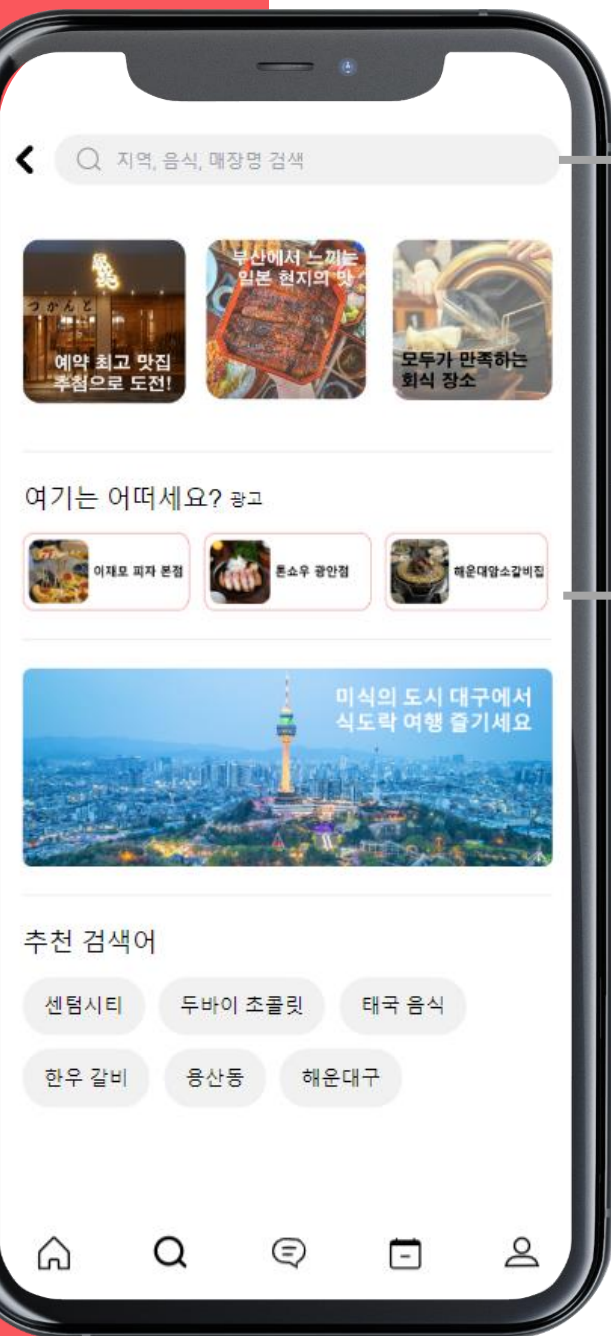 지역, 음식, 매장명 검색
つかんと
예약 최고 맛집
추첨으로 도전!
부산에서 느끼는
일본 현지의 맛
모두가 만족하는
회식 장소
여기는 어떠세요? 광고
이재모 피자 본점
톤쇼우 광안점
해운대암소갈비집
미식의 도시 대구에서
식도락 여행 즐기세요
추천 검색어
센텀시티
두바이 초콜릿
태국 음식
한우 갈비
용산동
해운대구